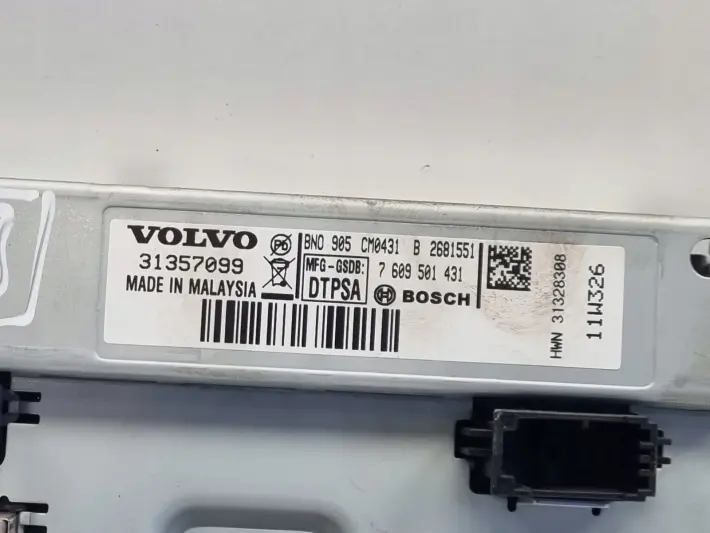 VOLVO
31357099
MADE IN MALAYSIA
BNO 905 CM0431 B 2681551
MFG-GSDB:
DTPSA
7 609 501 431
BOSCH
HWN 31328308
11W326